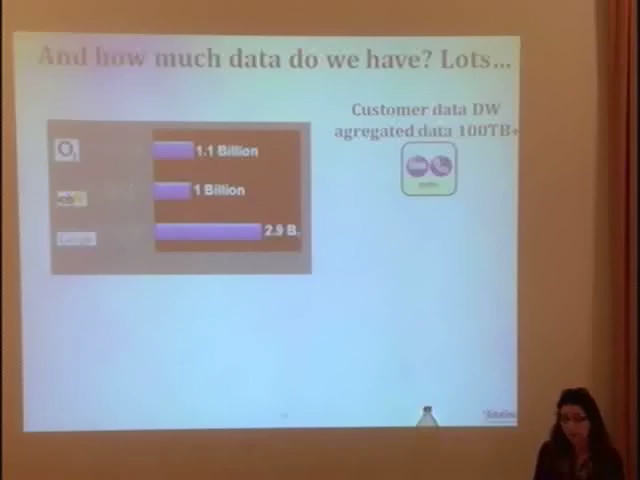 And how much data do we have? Lots...
Customer data DW
agregated data 100TB+
O2
1.1 Billion
1 Billion
Google
2.9 B.